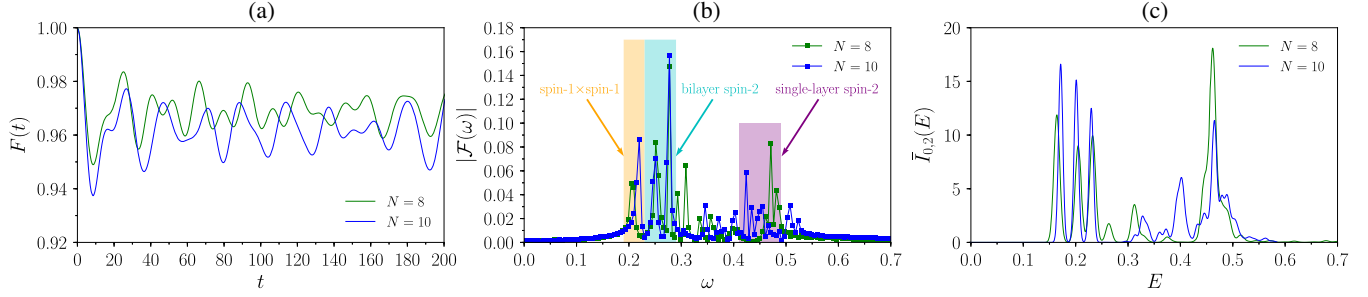 (a)
1.00
0.98
0.96
0.94
0.92
F(t)
0 20 40 60 80 100 120 140 160 180 200
t
N = 8
N = 10
(b)
0.18
0.16
0.14
0.12
0.10
0.08
0.06
0.04
0.02
0.00
|𝓕(ω)|
0.0 0.1 0.2 0.3 0.4 0.5 0.6 0.7
ω
N = 8
N = 10
spin-1×spin-1
bilayer spin-2
single-layer spin-2
(c)
20
15
10
5
0
Ī₀,₂(E)
0.0 0.1 0.2 0.3 0.4 0.5 0.6 0.7
E
N = 8
N = 10